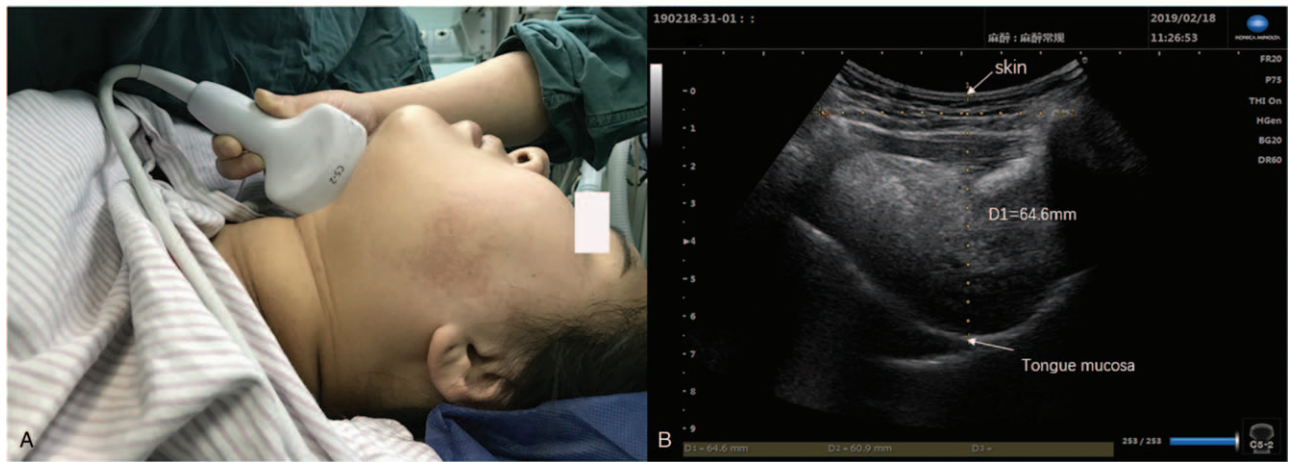 C5-2
A
190218-31-01 : :
麻醉 : 麻醉常规
2019/02/18
11:26:53
KONICA MINOLTA
FR20
P75
THI On
HGen
BG20
DR60
skin
0
1
2
3
4
5
6
7
8
9
D1=64.6mm
Tongue mucosa
D1=64.6 mm
D2=60.9 mm
D3=
253 / 253
C5-2
B